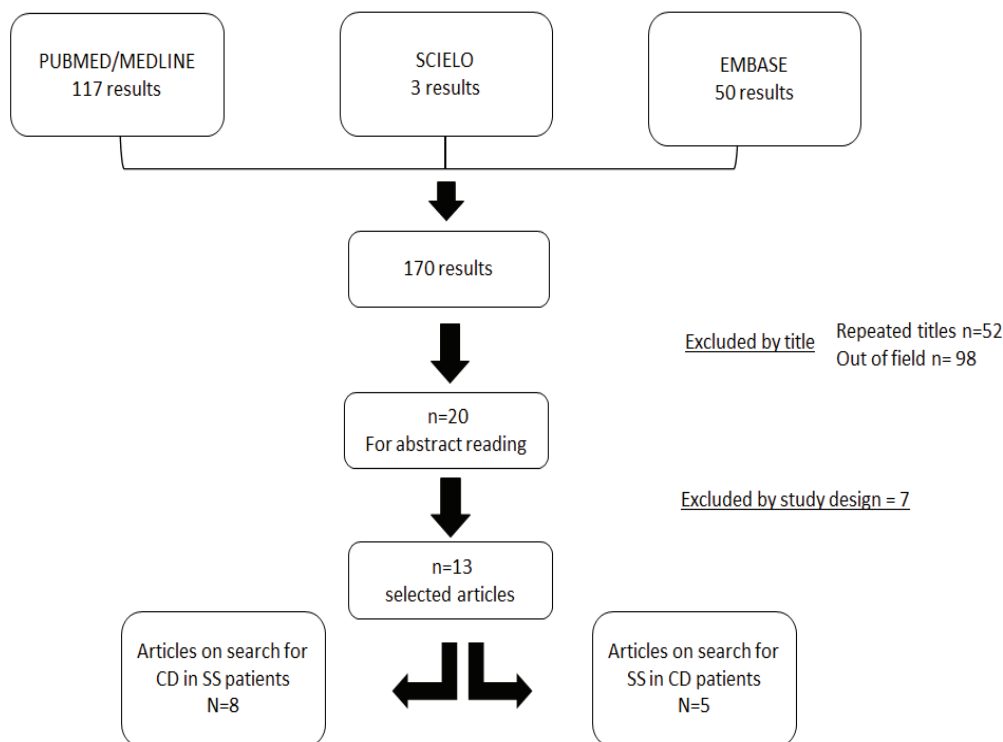 PUBMED/MEDLINE
117 results
SCIELO
3 results
EMBASE
50 results
170 results
Excluded by title
Repeated titles n=52
Out of field n= 98
n=20
For abstract reading
Excluded by study design = 7
n=13
selected articles
Articles on search for
CD in SS patients
N=8
Articles on search for
SS in CD patients
N=5